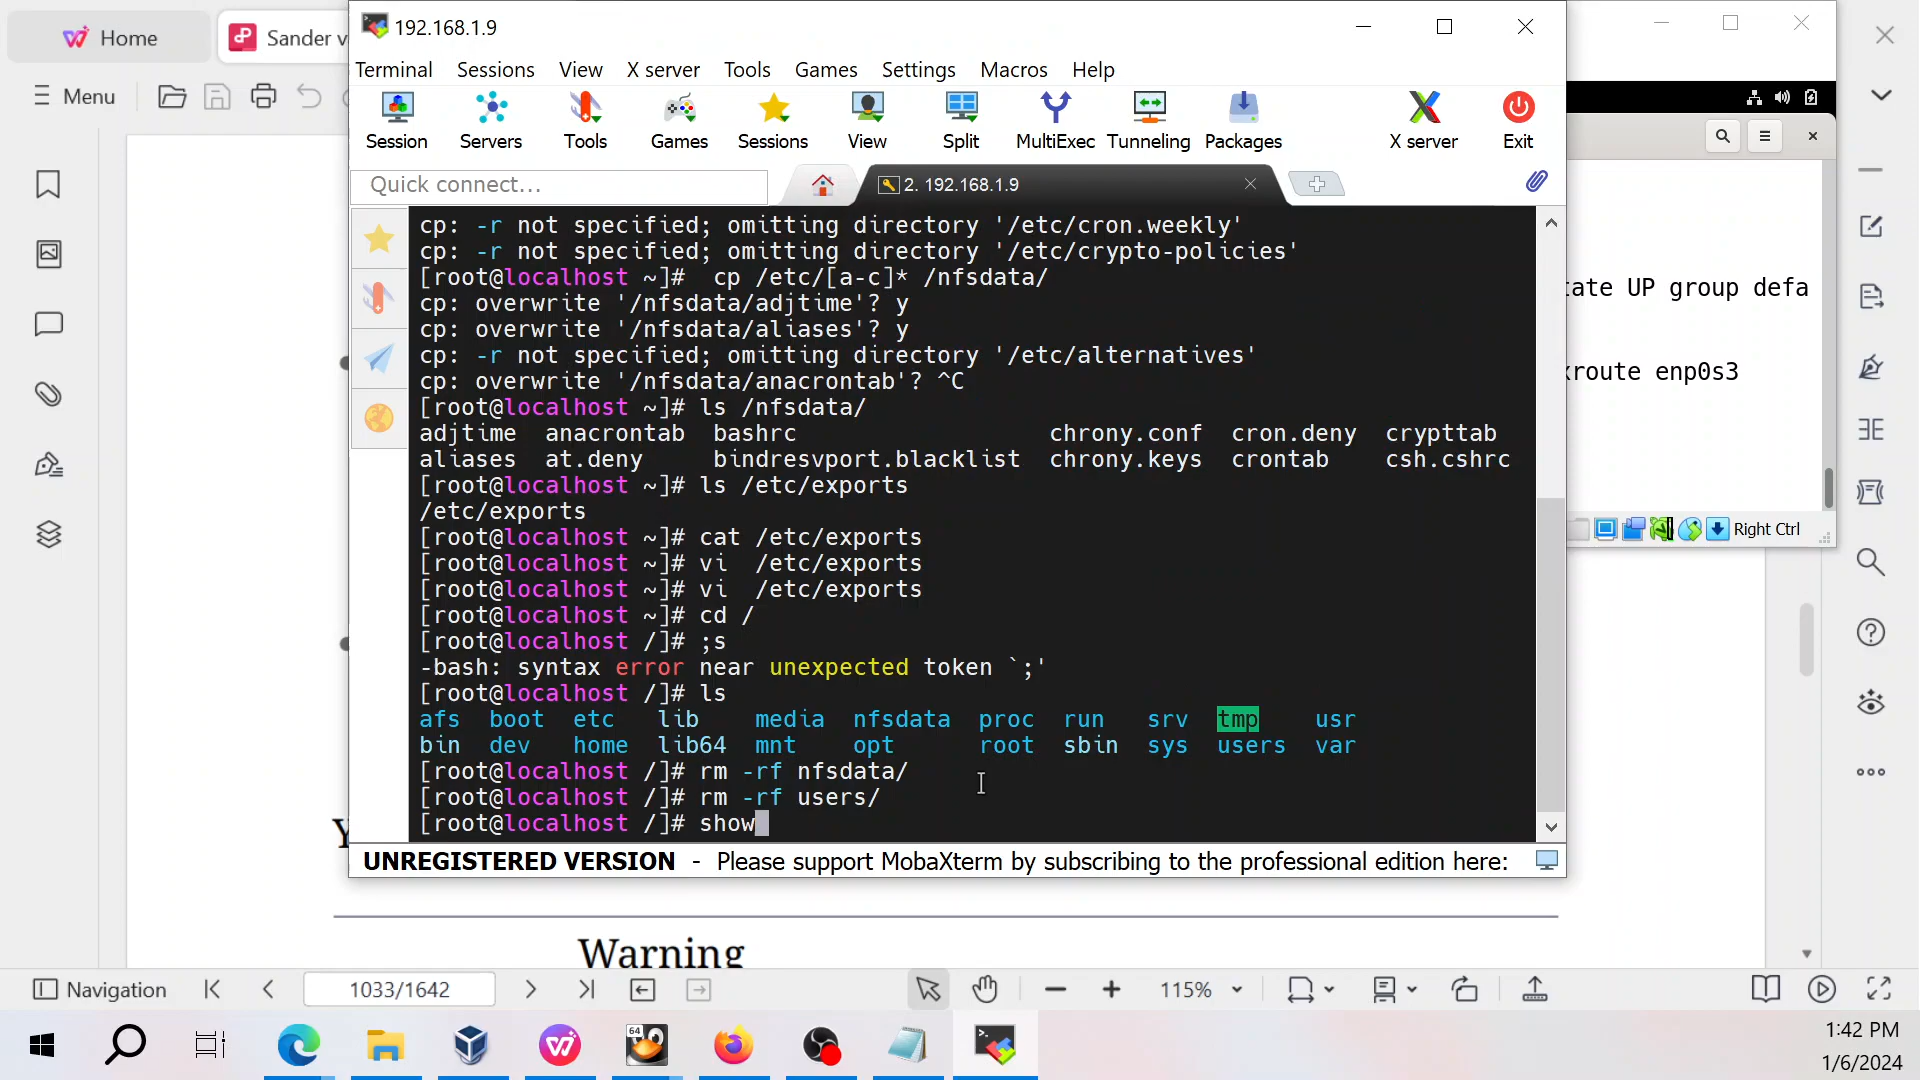 Home
Sander v
Menu
192.168.1.9
Terminal Sessions View X server Tools Games Settings Macros Help
Session Servers Tools Games Sessions View Split MultiExec Tunneling Packages X server Exit
Quick connect...
2. 192.168.1.9
cp: -r not specified; omitting directory '/etc/cron.weekly'
cp: -r not specified; omitting directory '/etc/crypto-policies'
[root@localhost ~]#  cp /etc/[a-c]* /nfsdata/
cp: overwrite '/nfsdata/adjtime'? y
cp: overwrite '/nfsdata/aliases'? y
cp: -r not specified; omitting directory '/etc/alternatives'
cp: overwrite '/nfsdata/anacrontab'? ^C
[root@localhost ~]# ls /nfsdata/
adjtime  anacrontab  bashrc                  chrony.conf  cron.deny  crypttab
aliases  at.deny     bindresvport.blacklist  chrony.keys  crontab    csh.cshrc
[root@localhost ~]# ls /etc/exports
/etc/exports
[root@localhost ~]# cat /etc/exports
[root@localhost ~]# vi  /etc/exports
[root@localhost ~]# vi  /etc/exports
[root@localhost ~]# cd /
[root@localhost /]# ;s
-bash: syntax error near unexpected token `;'
[root@localhost /]# ls
afs  boot  etc   lib    media  nfsdata  proc  run   srv  tmp    usr
bin  dev   home  lib64  mnt    opt      root  sbin  sys  users  var
[root@localhost /]# rm -rf nfsdata/
[root@localhost /]# rm -rf users/
[root@localhost /]# show
UNREGISTERED VERSION - Please support MobaXterm by subscribing to the professional edition here:
tate UP group defa
route enp0s3
Right Ctrl
Y
Warning
Navigation
1033/1642
115%
64
1:42 PM
1/6/2024